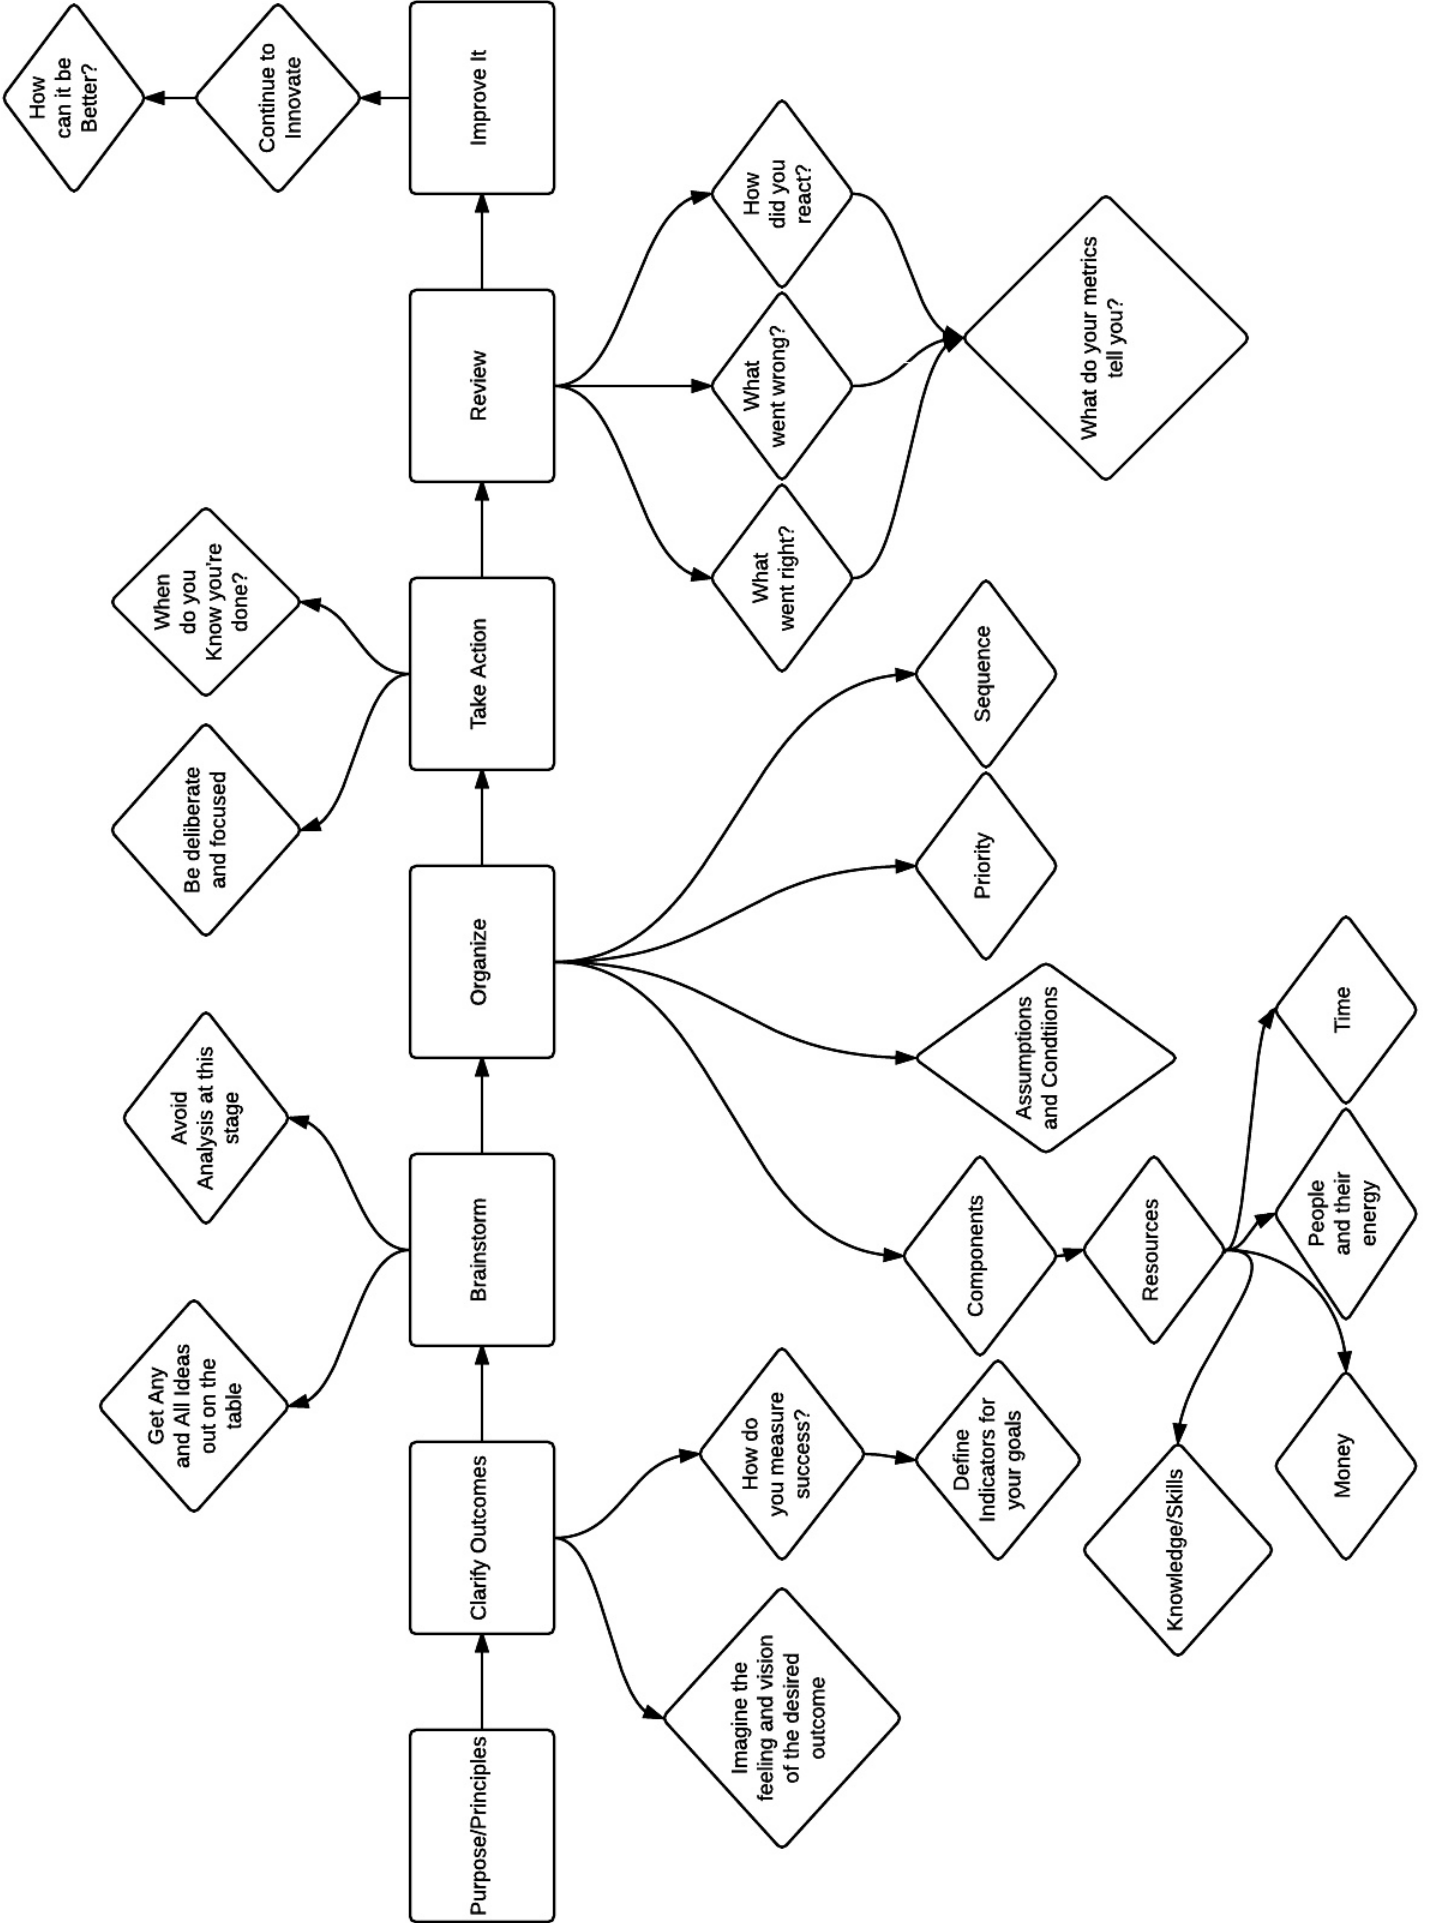 Purpose/Principles
Clarify Outcomes
Brainstorm
Organize
Take Action
Review
Improve It
Get Any
and All Ideas
out on the
table
Avoid
Analysis at this
stage
Be deliberate
and focused
When
do you
Know you're
done?
Continue to
Innovate
How
can it be
Better?
Imagine the
feeling and vision
of the desired
outcome
How do
you measure
success?
Define
Indicators for
your goals
Components
Resources
Knowledge/Skills
Money
People
and their
energy
Time
Assumptions
and Condtiions
Priority
Sequence
What
went right?
What
went wrong?
How
did you
react?
What do your metrics
tell you?